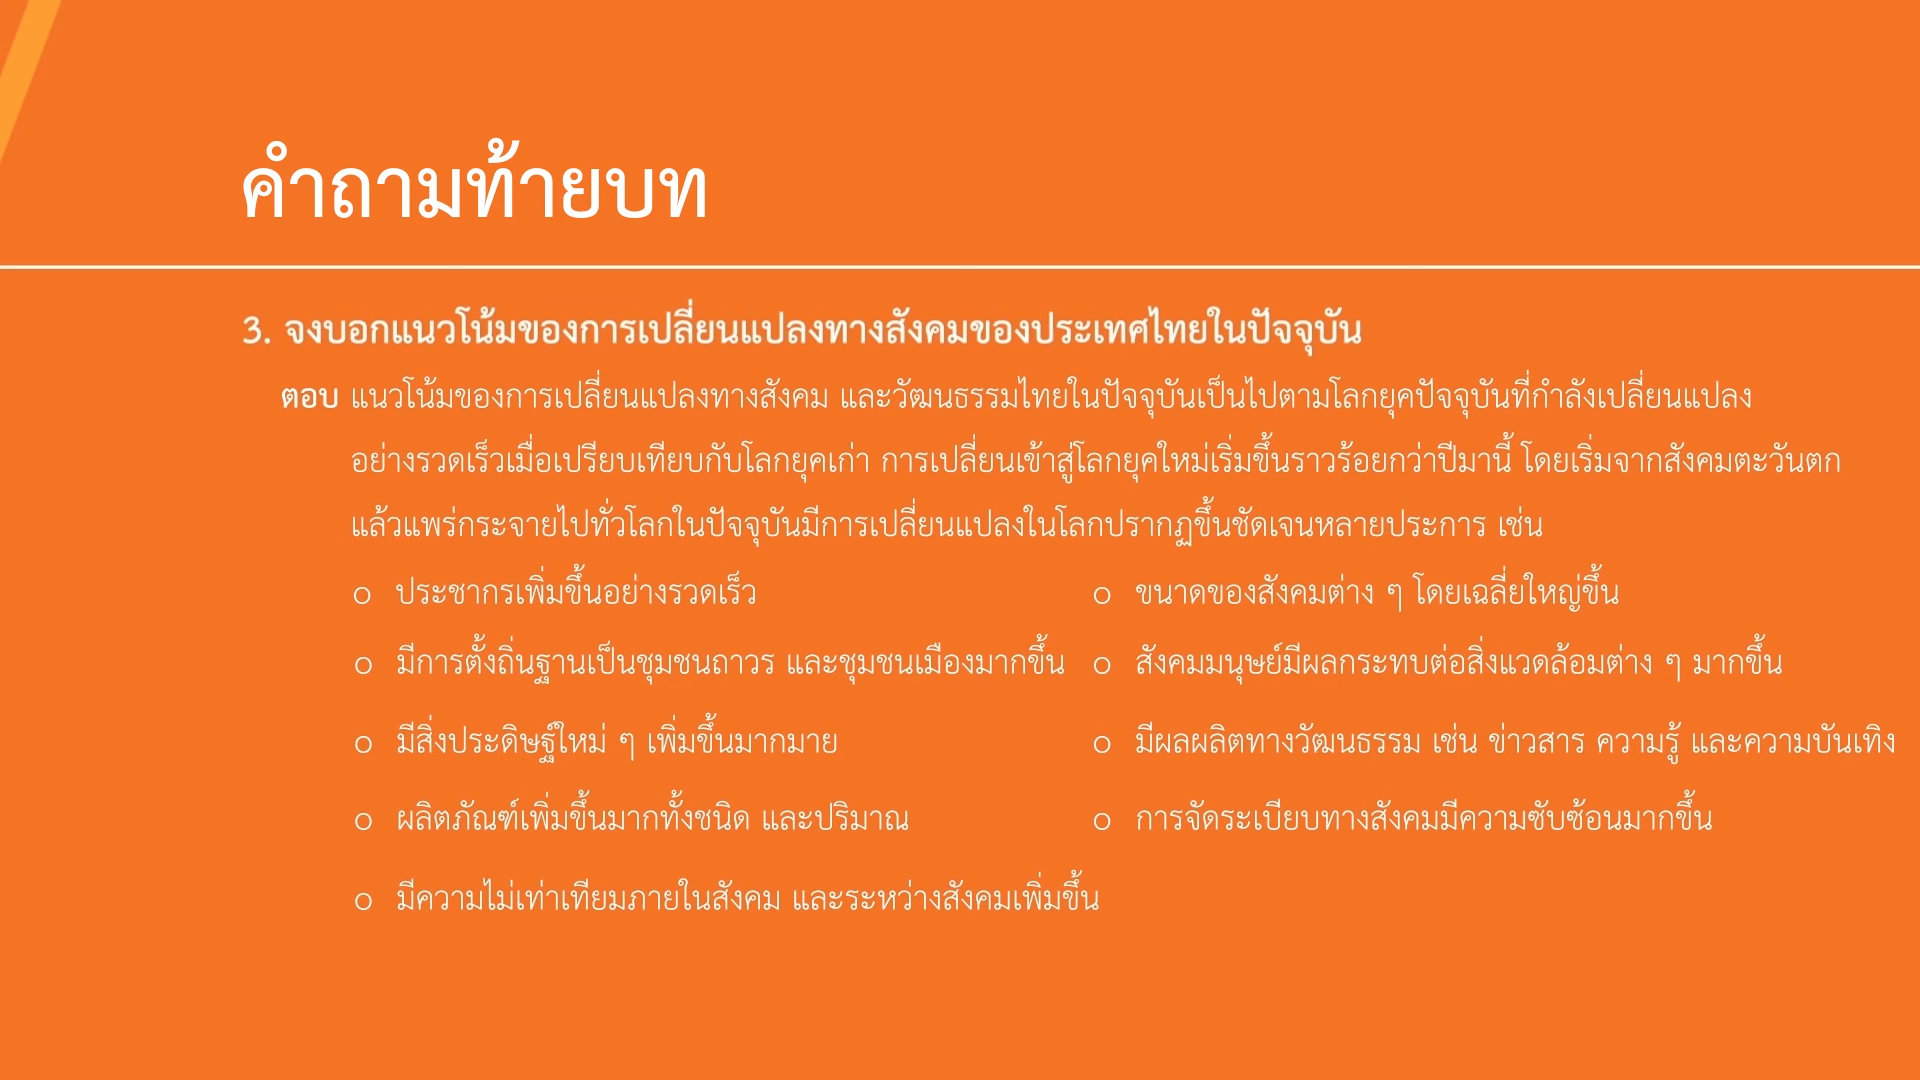 คำถามท้ายบท
3. จงบอกแนวโน้มของการเปลี่ยนแปลงทางสังคมของประเทศไทยในปัจจุบัน
ตอบ แนวโน้มของการเปลี่ยนแปลงทางสังคม และวัฒนธรรมไทยในปัจจุบันเป็นไปตามโลกยุคปัจจุบันที่กำลังเปลี่ยนแปลง
อย่างรวดเร็วเมื่อเปรียบเทียบกับโลกยุคเก่า การเปลี่ยนเข้าสู่โลกยุคใหม่เริ่มขึ้นราวร้อยกว่าปีมานี้ โดยเริ่มจากสังคมตะวันตก
แล้วแพร่กระจายไปทั่วโลกในปัจจุบันมีการเปลี่ยนแปลงในโลกปรากฏขึ้นชัดเจนหลายประการ เช่น
o ประชากรเพิ่มขึ้นอย่างรวดเร็ว
o มีการตั้งถิ่นฐานเป็นชุมชนถาวร และชุมชนเมืองมากขึ้น
o มีสิ่งประดิษฐ์ใหม่ ๆ เพิ่มขึ้นมากมาย
o ผลิตภัณฑ์เพิ่มขึ้นมากทั้งชนิด และปริมาณ
o มีความไม่เท่าเทียมภายในสังคม และระหว่างสังคมเพิ่มขึ้น
o ขนาดของสังคมต่าง ๆ โดยเฉลี่ยใหญ่ขึ้น
o สังคมมนุษย์มีผลกระทบต่อสิ่งแวดล้อมต่าง ๆ มากขึ้น
o มีผลผลิตทางวัฒนธรรม เช่น ข่าวสาร ความรู้ และความบันเทิง
o การจัดระเบียบทางสังคมมีความซับซ้อนมากขึ้น